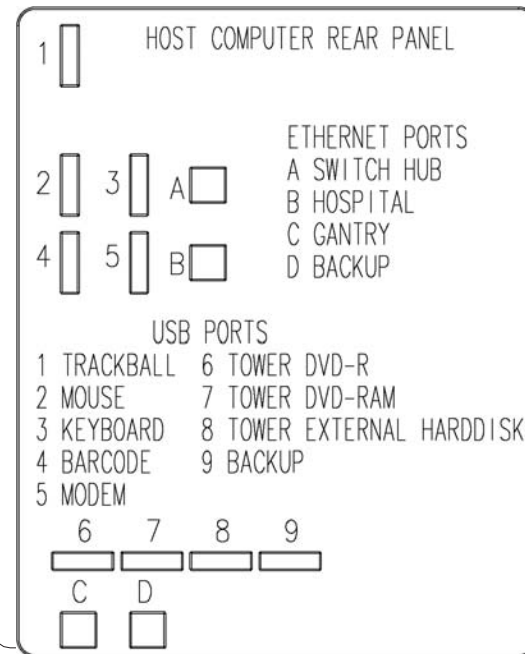 1 HOST COMPUTER REAR PANEL
ETHERNET PORTS
A SWITCH HUB
B HOSPITAL
C GANTRY
D BACKUP
2 3 A
4 5 B
USB PORTS
1 TRACKBALL 6 TOWER DVD-R
2 MOUSE 7 TOWER DVD-RAM
3 KEYBOARD 8 TOWER EXTERNAL HARDDISK
4 BARCODE 9 BACKUP
5 MODEM
6 7 8 9
C D